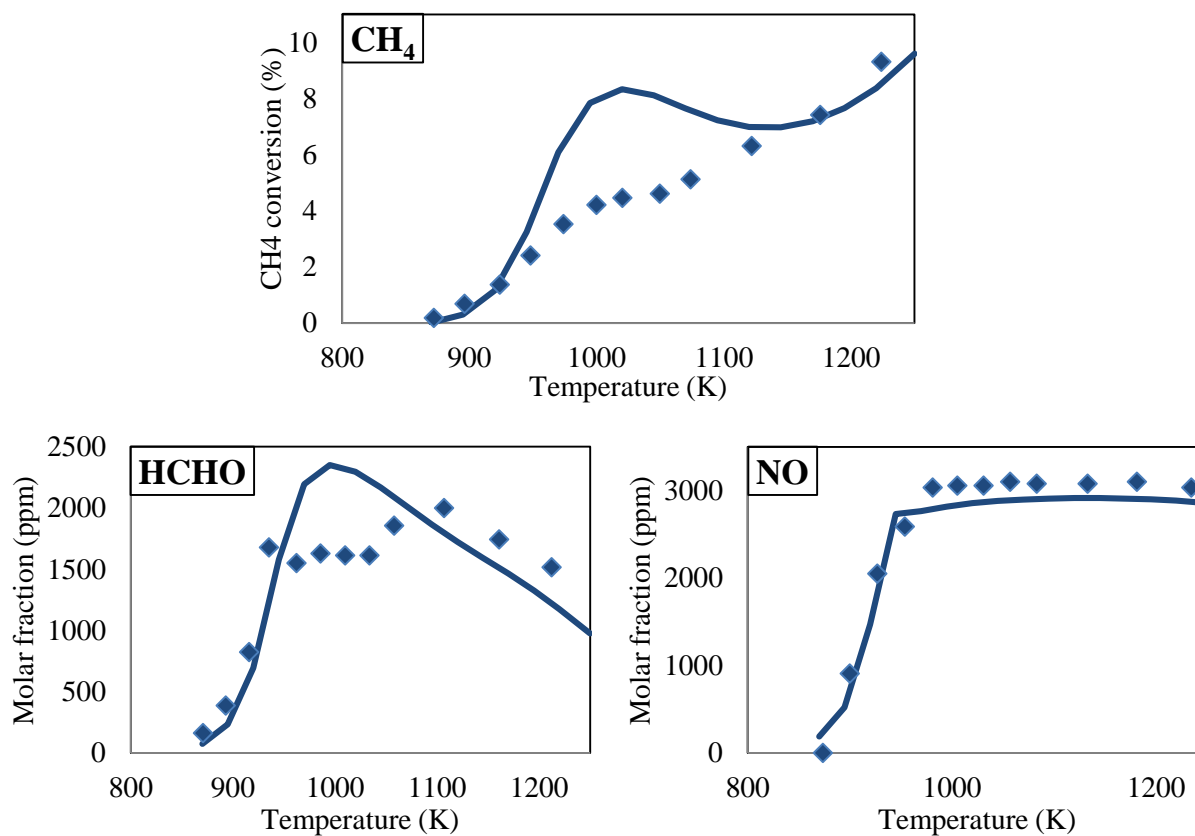 CH4
CH4 conversion (%)
10
8
6
4
2
0
800 900 1000 1100 1200
Temperature (K)
HCHO
Molar fraction (ppm)
2500
2000
1500
1000
500
0
800 900 1000 1100 1200
Temperature (K)
NO
Molar fraction (ppm)
3000
2000
1000
0
800 1000 1200
Temperature (K)